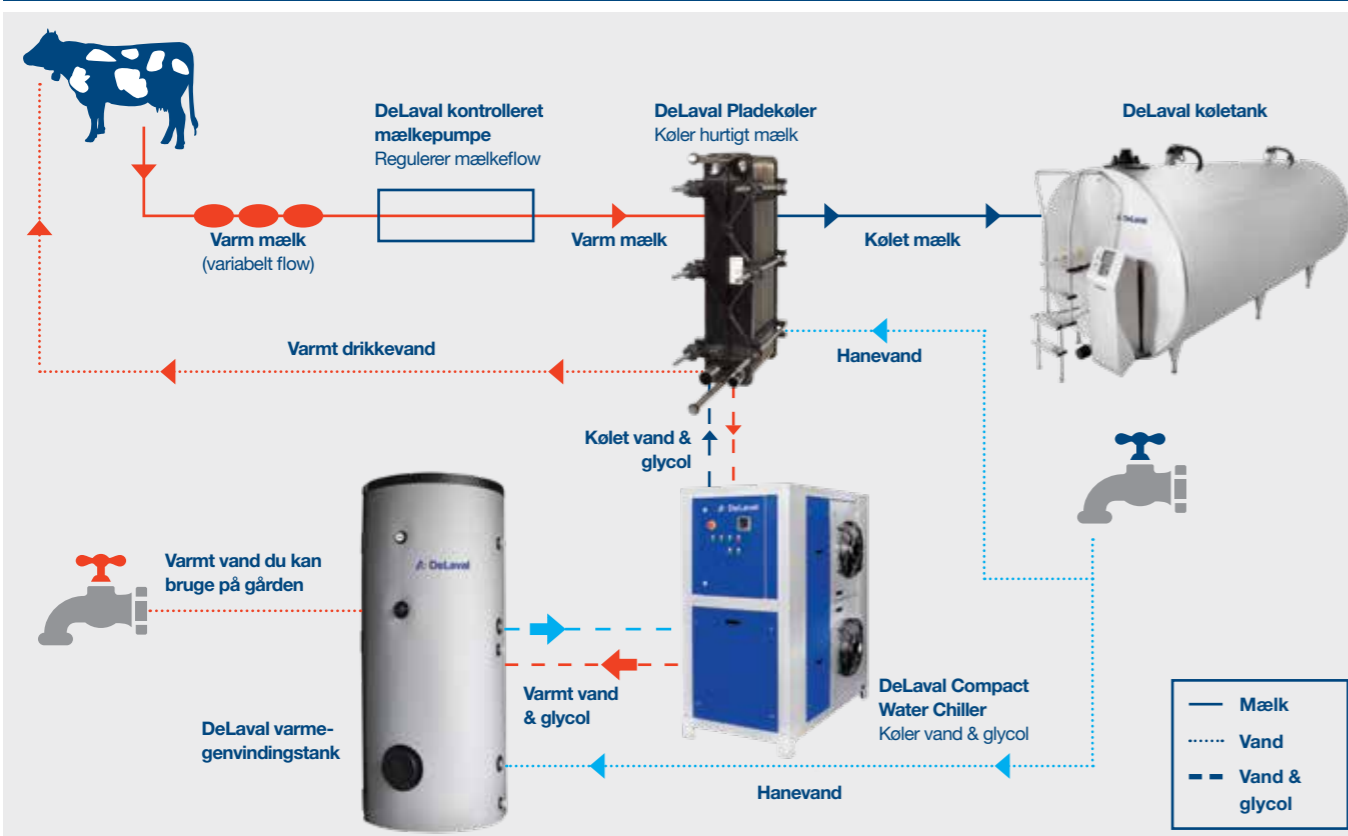 DeLaval kontrolleret
mælkepumpe
Regulerer mælkeflow
DeLaval Pladekøler
Køler hurtigt mælk
DeLaval køletank
DeLaval
Varm mælk
(variabelt flow)
Varm mælk
Kølet mælk
Varmt drikkevand
Hanevand
Kølet vand &
glycol
DeLaval
DeLaval
Varmt vand du kan
bruge på gården
Varmt vand
& glycol
DeLaval varme-
genvindingstank
DeLaval Compact
Water Chiller
Køler vand & glycol
Hanevand
Mælk
Vand
Vand &
glycol